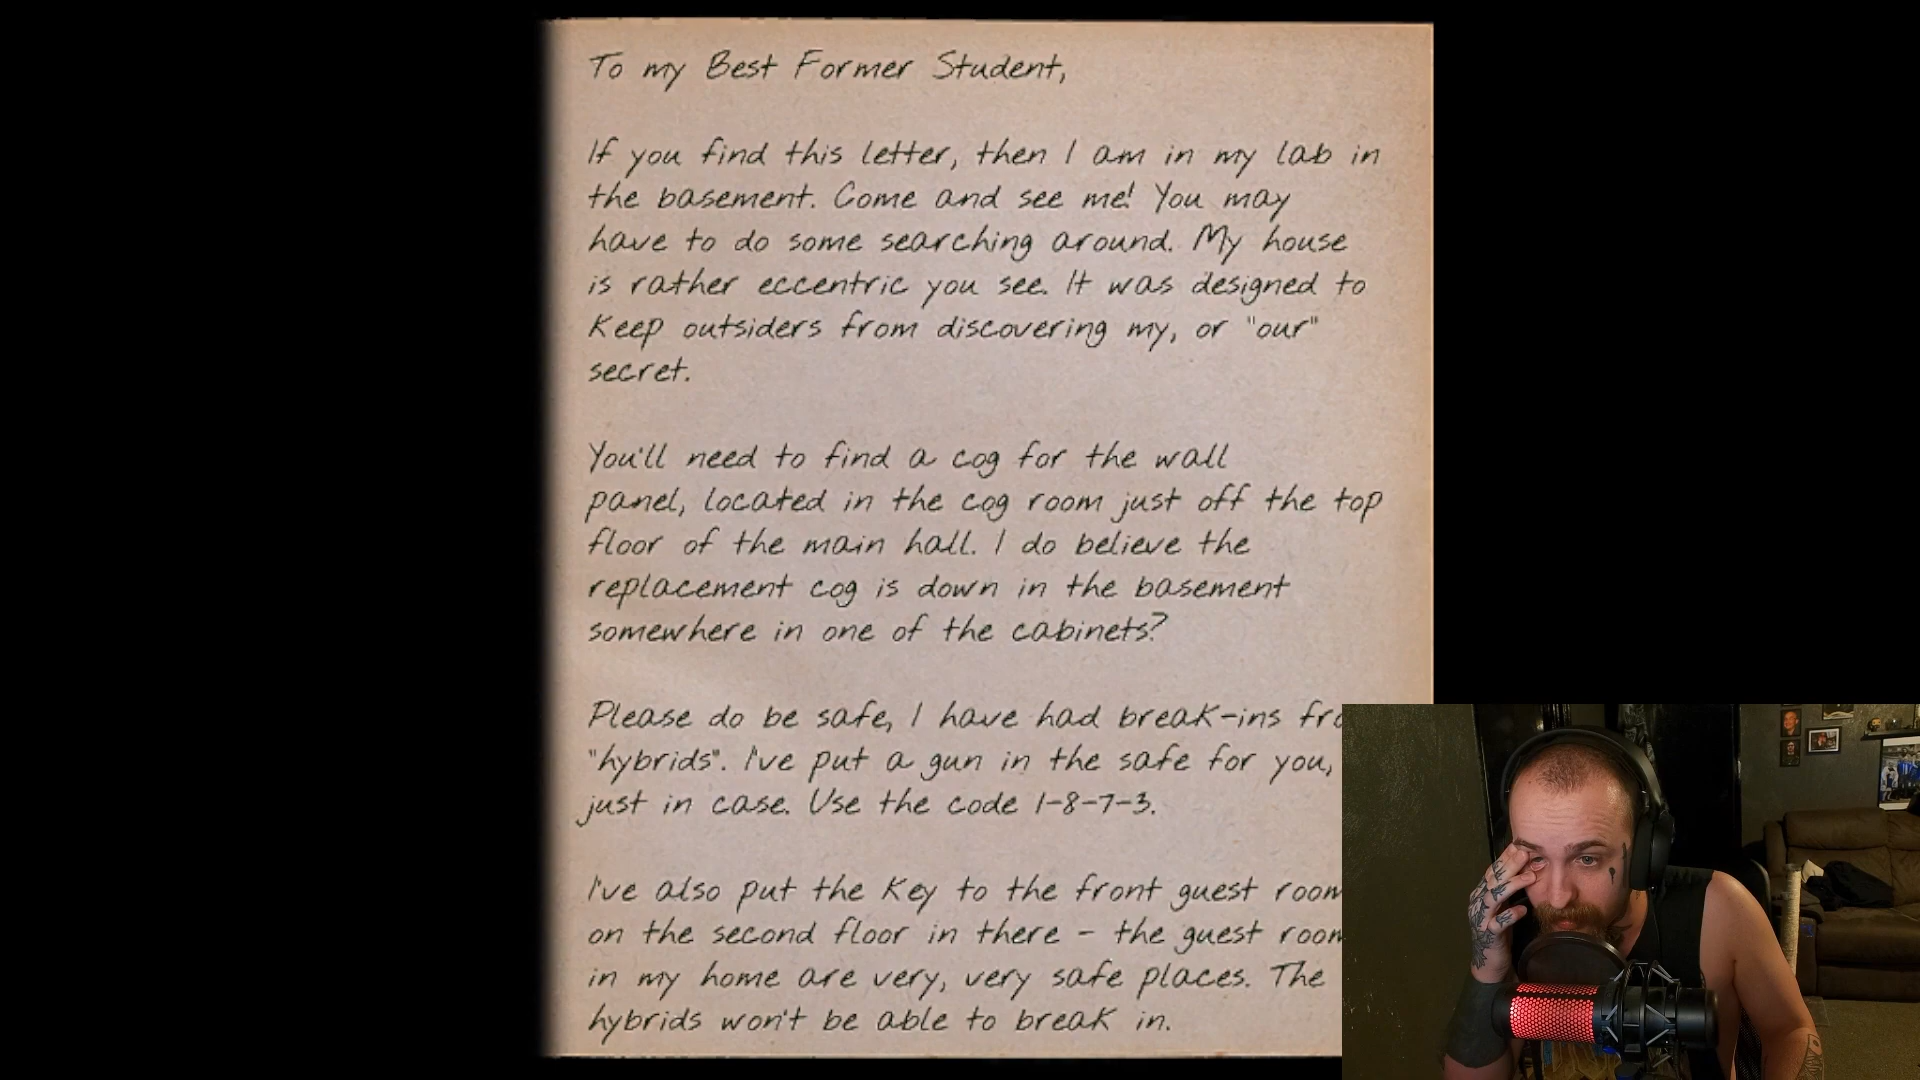 To my Best Former Student,
If you find this letter, then I am in my lab in
the basement. Come and see me! You may
have to do some searching around. My house
is rather eccentric you see. It was designed to
keep outsiders from discovering my, or "our"
secret.
You'll need to find a cog for the wall
panel, located in the cog room just off the top
floor of the main hall. I do believe the
replacement cog is down in the basement
somewhere in one of the cabinets?
Please do be safe, I have had break-ins
"hybrids". I've put a gun in the safe for you,
just in case. Use the code 1-8-7-3.
I've also put the key to the front guest room
on the second floor in there - the guest
in my home are very, very safe places. The
hybrids won't be able to break in.